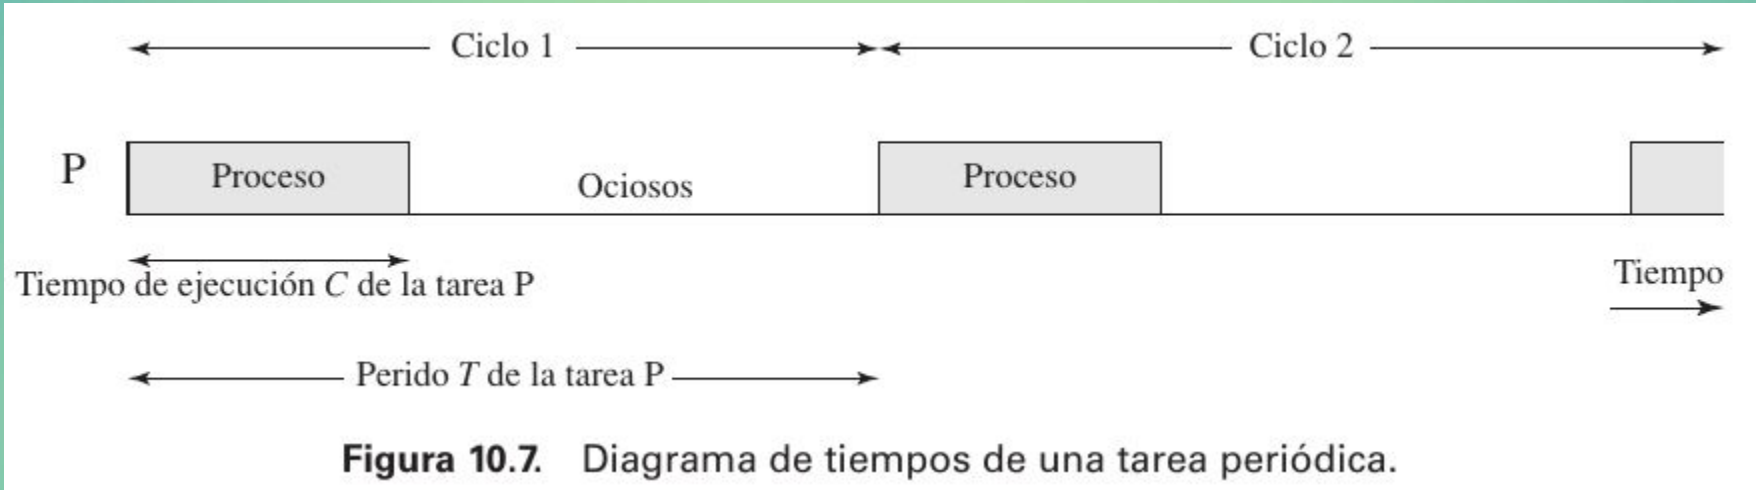 Ciclo 1 Ciclo 2
P Proceso Ociosos Proceso
Tiempo de ejecución C de la tarea P
Tiempo
Perido T de la tarea P
Figura 10.7. Diagrama de tiempos de una tarea periódica.